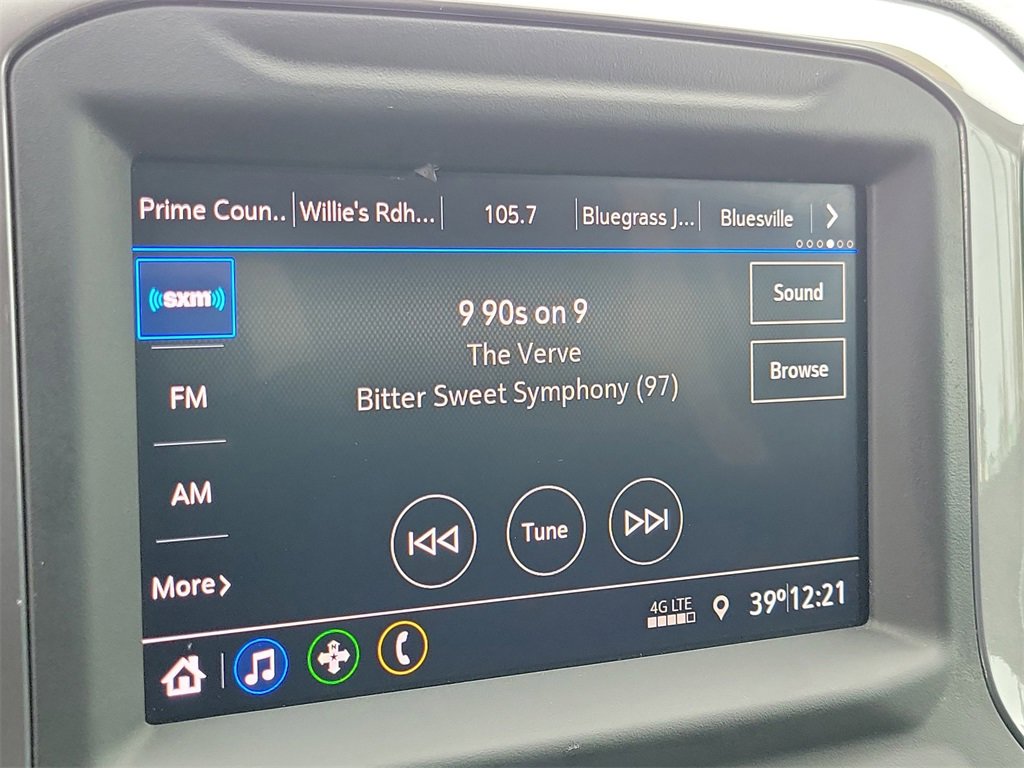 Prime Coun.. Willie's Rdh... 105.7 Bluegrass J... Bluesville
((sxm))
Sound
9 90s on 9
The Verve
Browse
Bitter Sweet Symphony (97)
FM
AM
Tune
More
4G LTE
39° 12:21
N